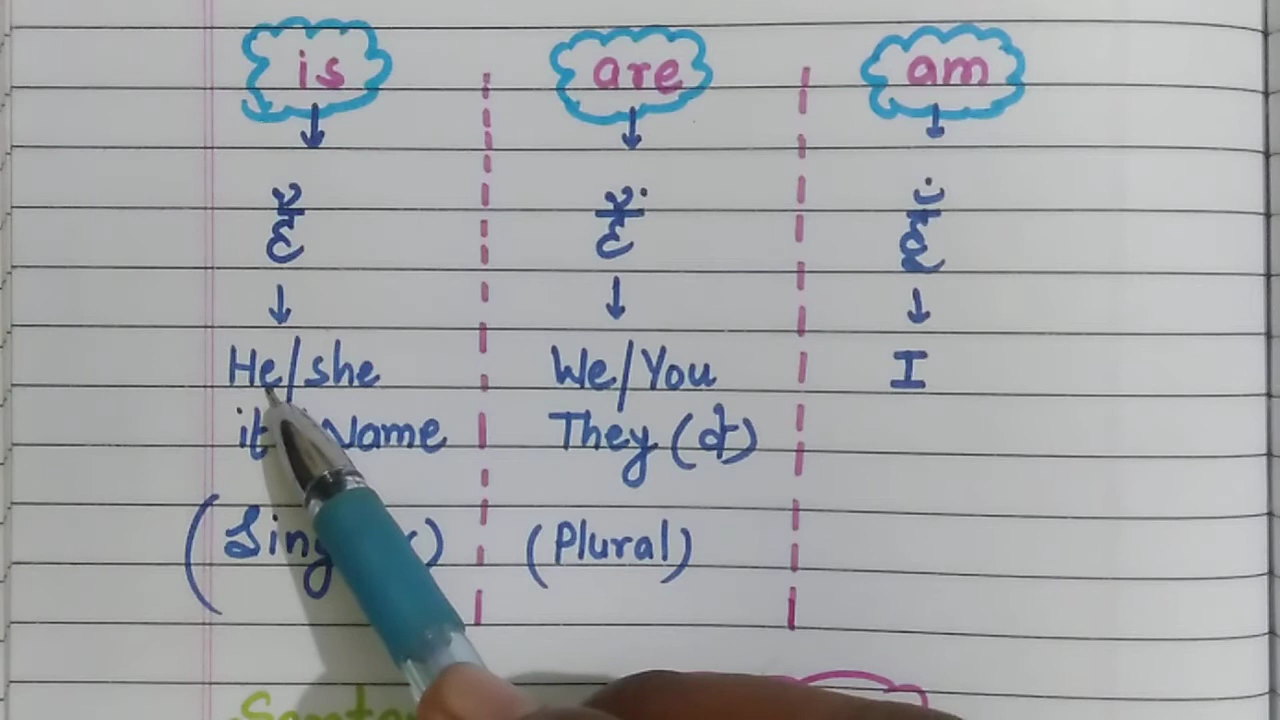 is are am
है हैं हूँ
He/she We/You I
it Name They (वे)
(Plural)